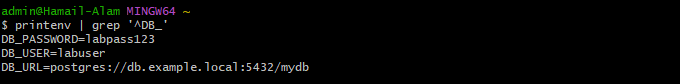 admin@Hamail-Alam MINGW64 ~
$ printenv | grep '^DB_'
DB_PASSWORD=labpass123
DB_USER=labuser
DB_URL=postgres://db.example.local:5432/mydb